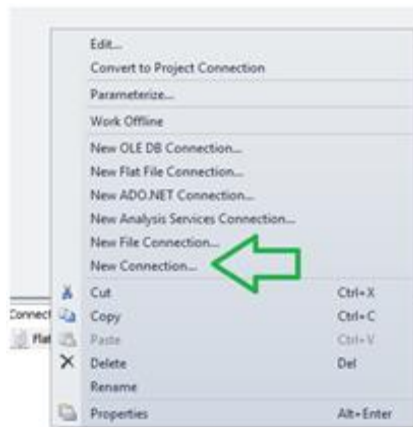 Edit...
Convert to Project Connection
Parameterize...
Work Offline
New OLE DB Connection...
New Flat File Connection...
New ADO.NET Connection...
New Analysis Services Connection...
New File Connection...
New Connection...
Cut Ctrl+X
Connect
Copy Ctrl+C
Flat
Paste Ctrl+V
Delete Del
Rename
Properties Alt+Enter